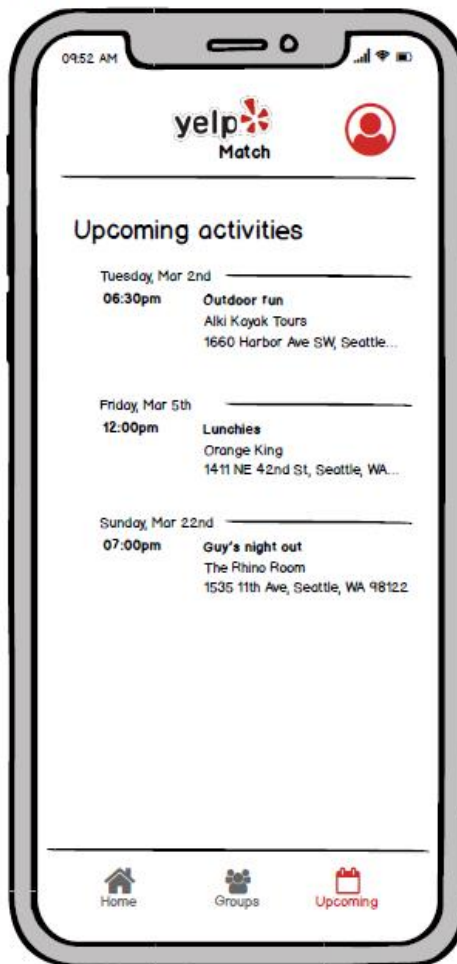 09:52 AM
yelp
Match
Upcoming activities
Tuesday, Mar 2nd
06:30pm Outdoor fun
Alki Kayak Tours
1660 Harbor Ave SW, Seattle...
Friday, Mar 5th
12:00pm Lunchies
Orange King
1411 NE 42nd St, Seattle, WA...
Sunday, Mar 22nd
07:00pm Guy's night out
The Rhino Room
1535 11th Ave, Seattle, WA 98122
Home Groups Upcoming